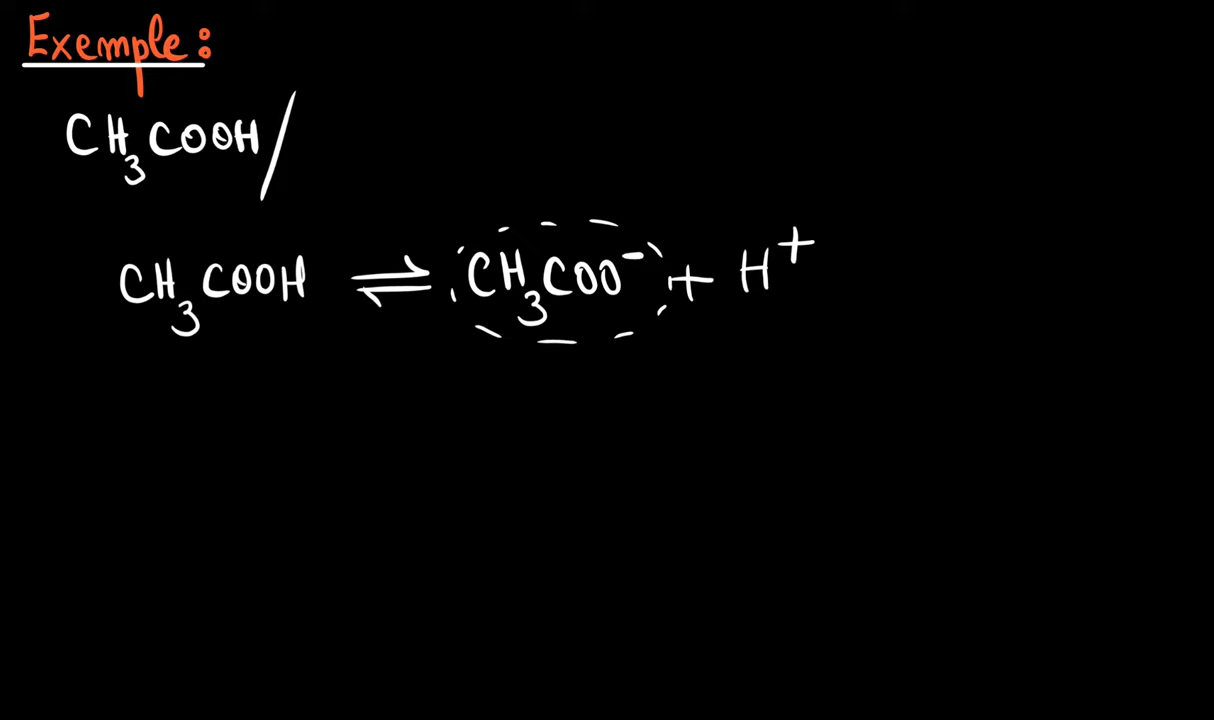 Exemple:
CH₃COOH/
CH₃COOH ⇌ CH₃COO⁻ + H⁺